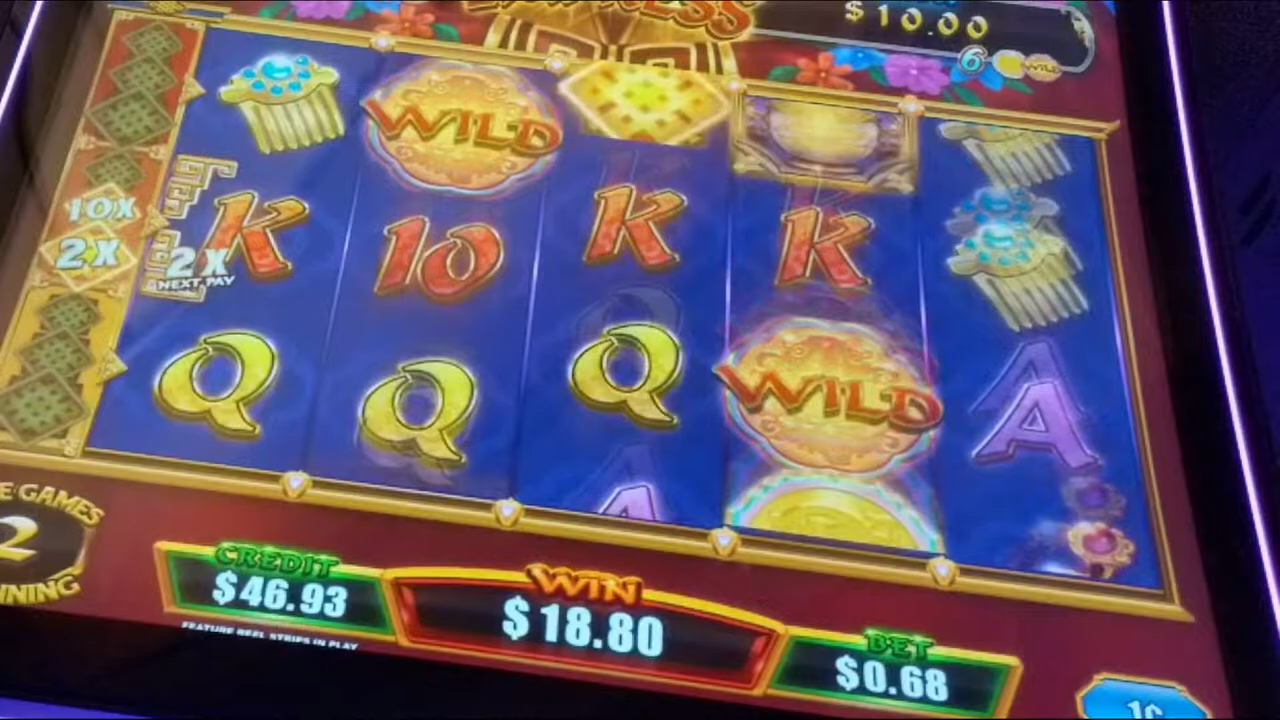 $10.00
6 WILD
WILD
10X
K 10 K K
2X
2X
NEXT PAY
Q Q Q WILD A
A
E GAMES
2
INING
CREDIT
$46.93
FEATURE REEL STRIPS IN PLAY
WIN
$18.80
BET
$0.68
1¢